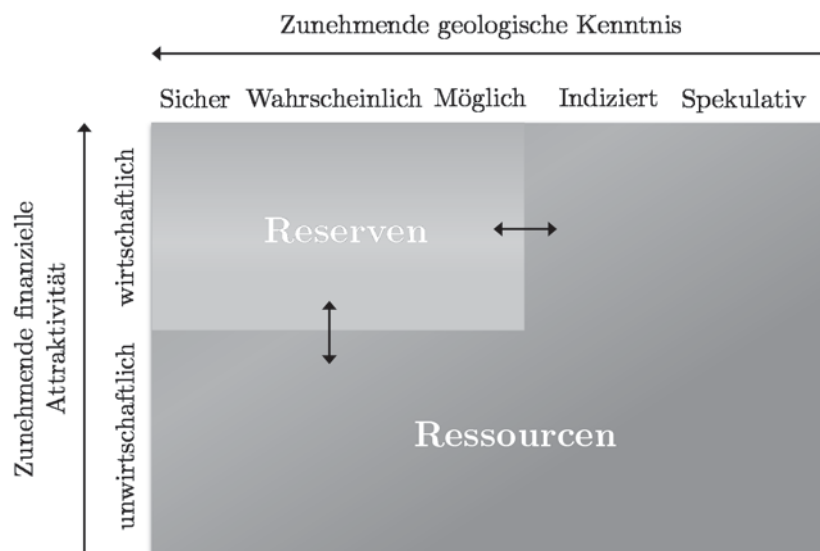 Zunehmende geologische Kenntnis
Sicher Wahrscheinlich Möglich Indiziert Spekulativ
Zunehmende finanzielle
Attraktivität
wirtschaftlich
unwirtschaftlich
Reserven
Ressourcen